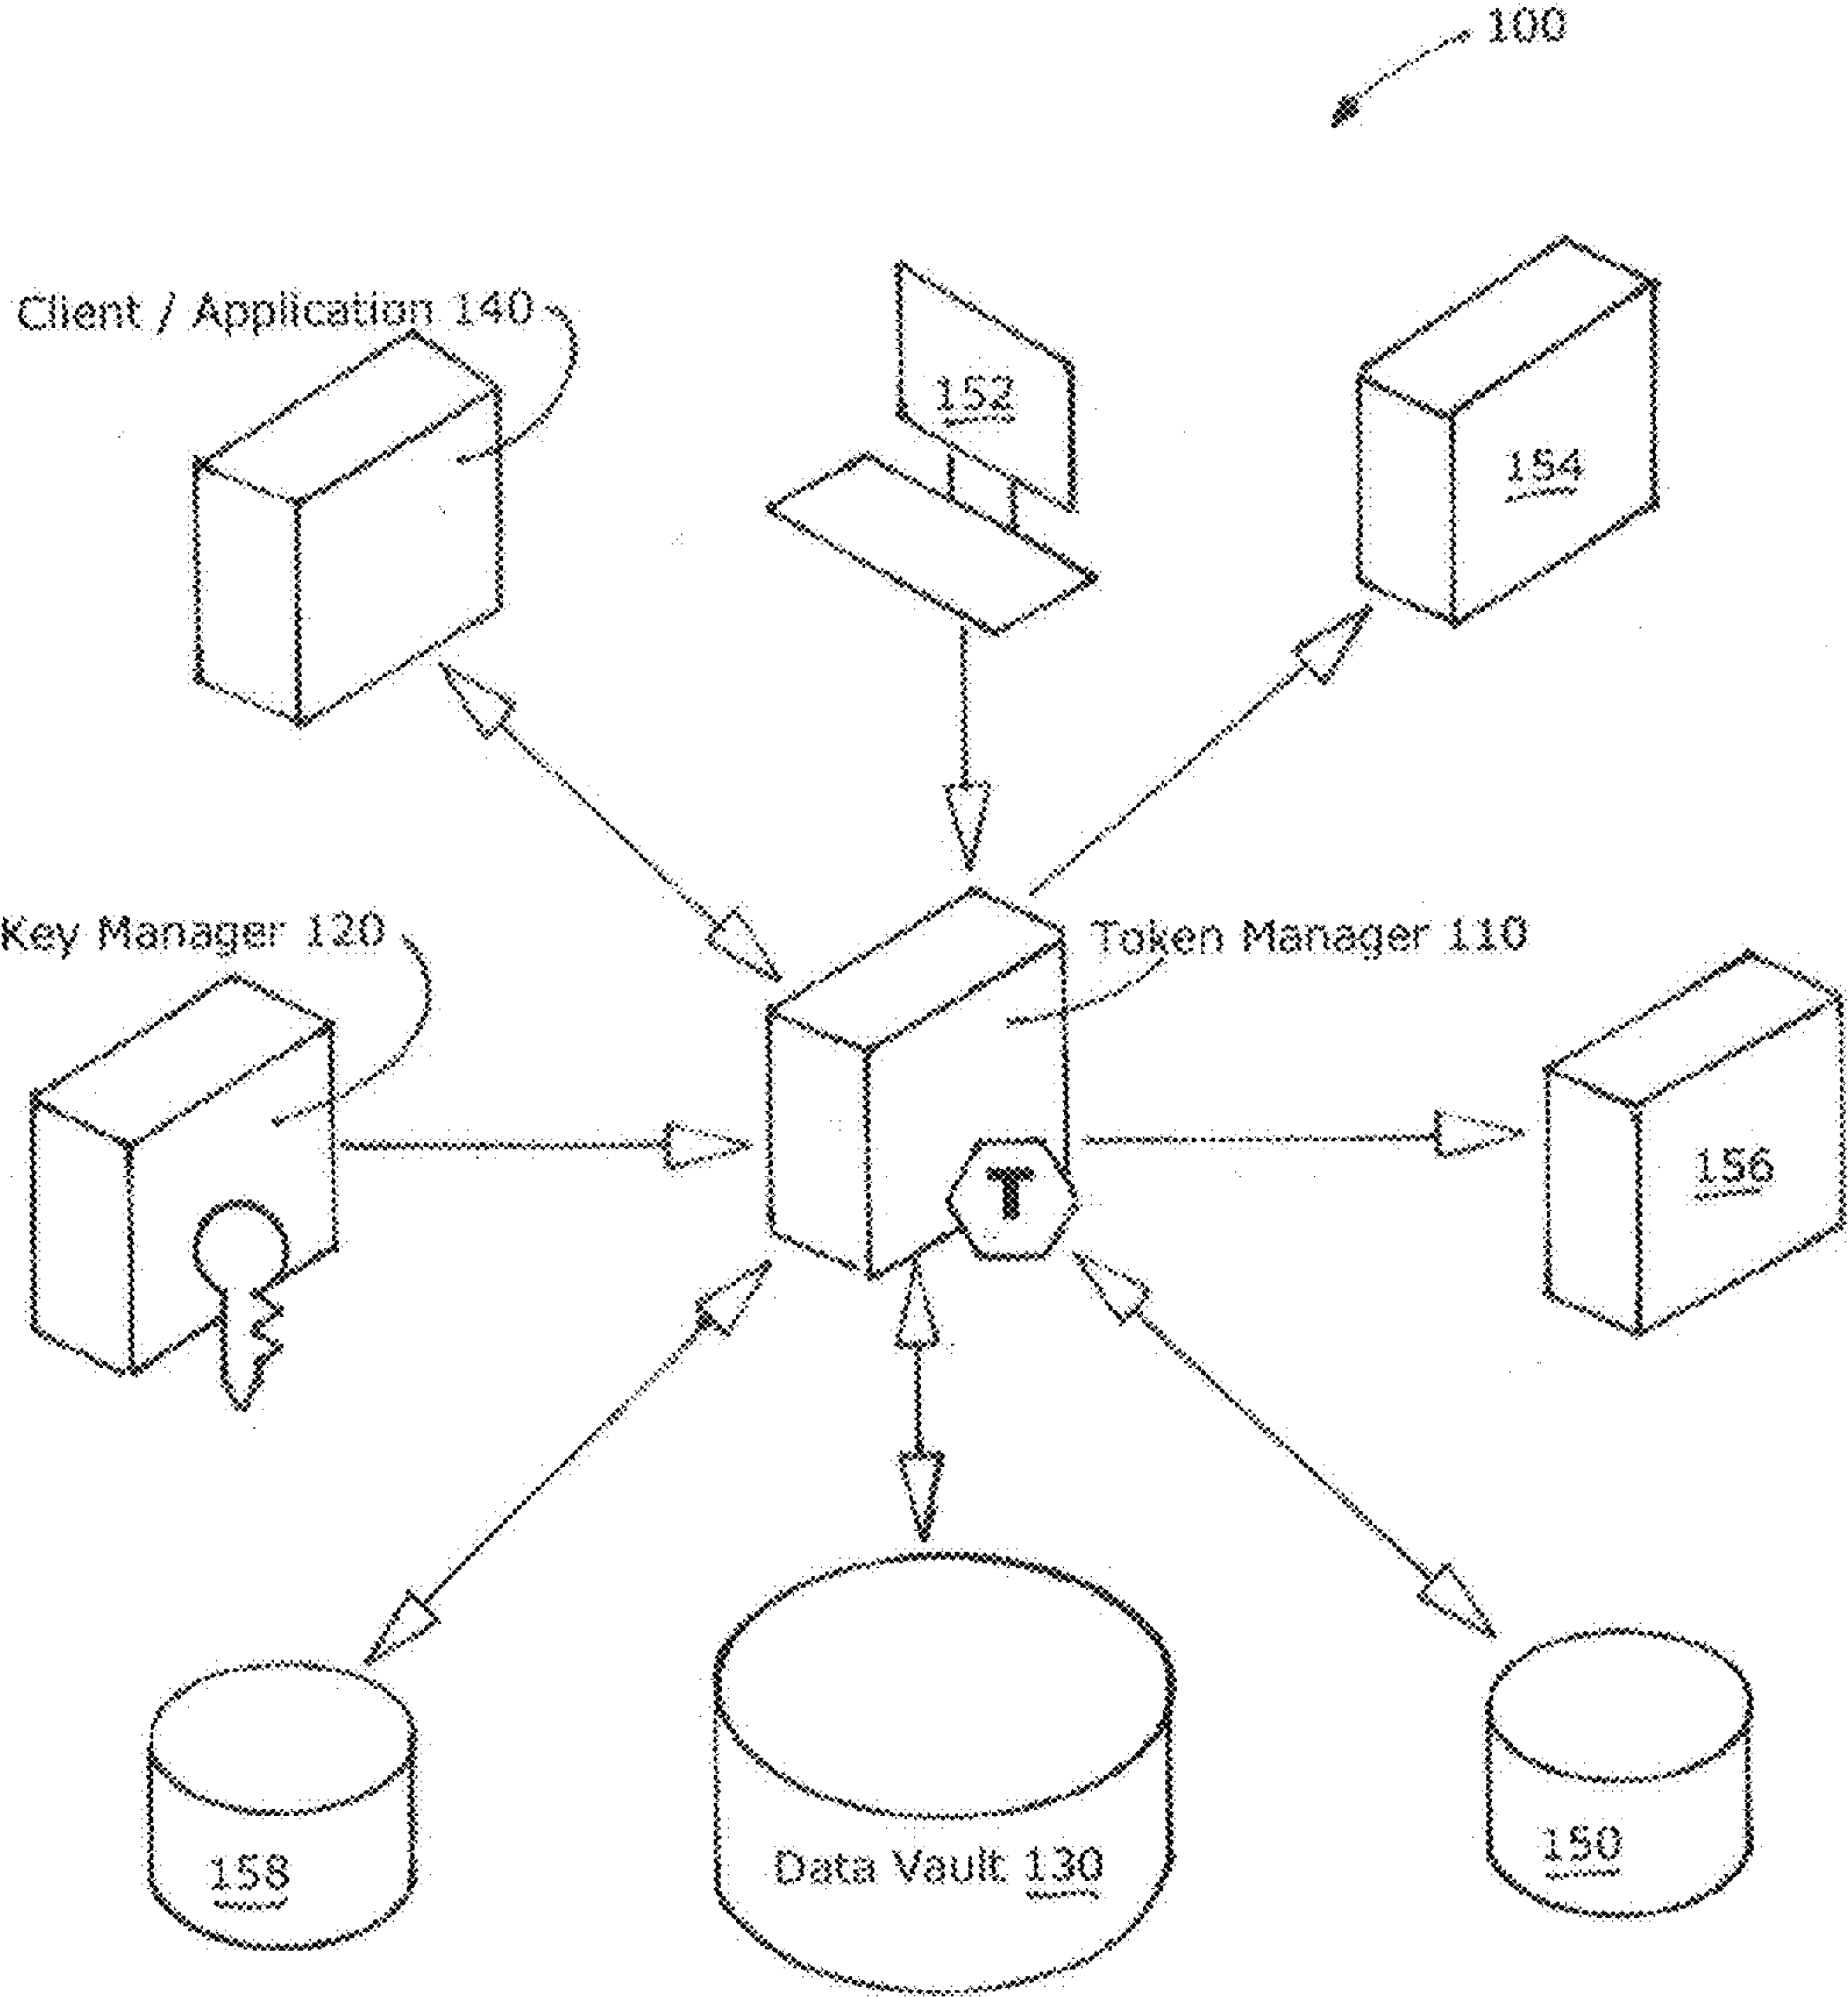 100
Client / Application 140
152
154
Key Manager 120
Token Manager 110
T
156
158
Data Vault 130
150